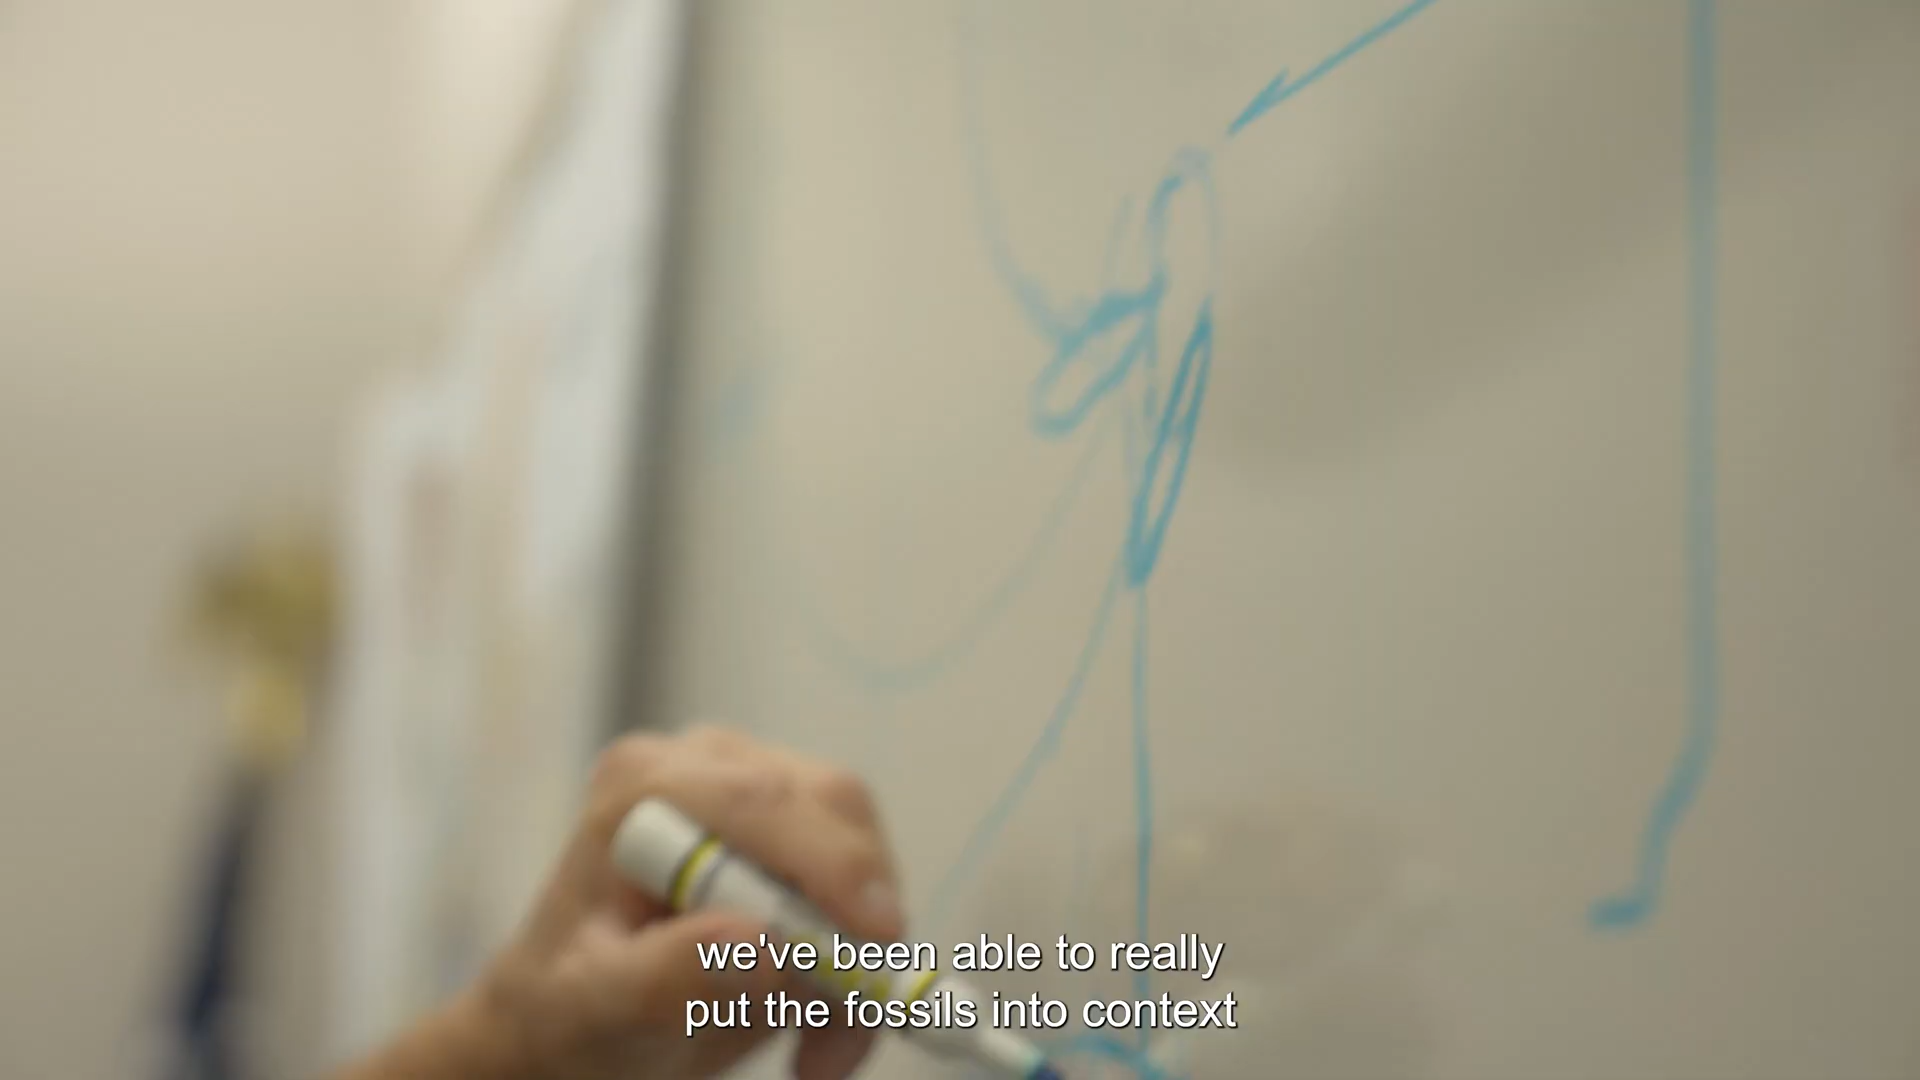 we've been able to really
put the fossils into context